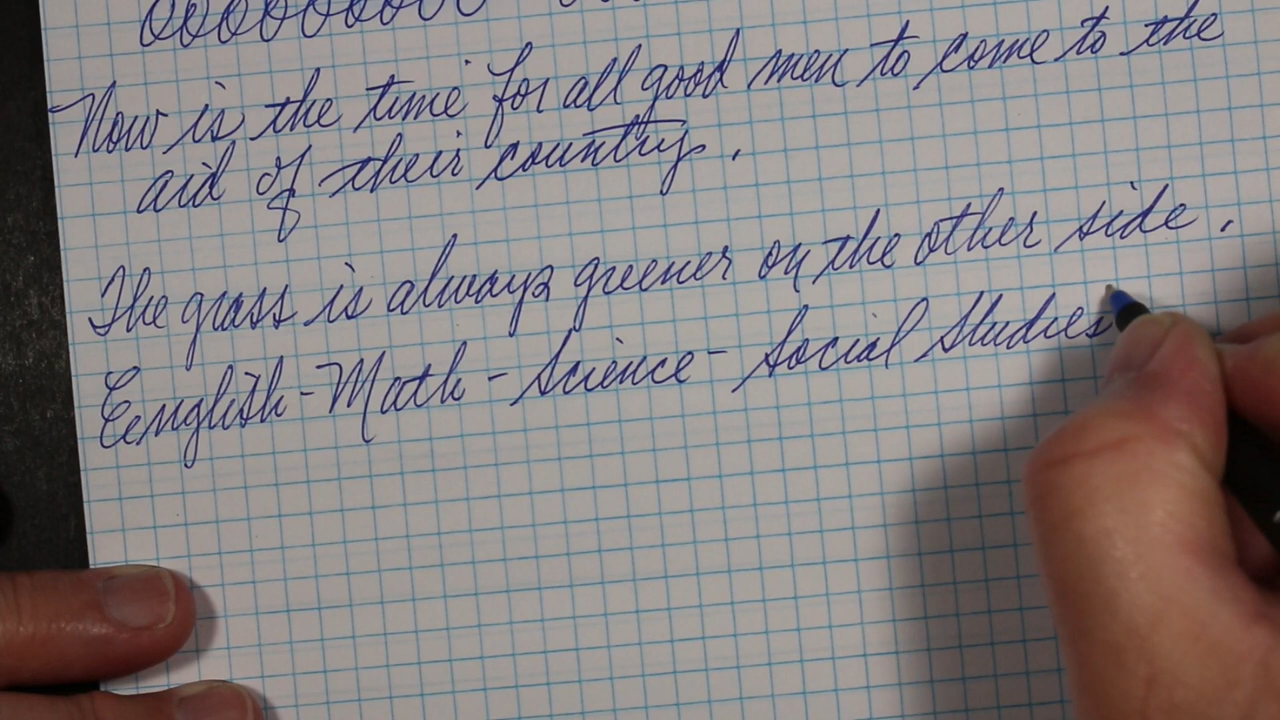 Now is the time for all good men to come to the
aid of their country.
The grass is always greener on the other side.
English - Math - Science - Social Studies